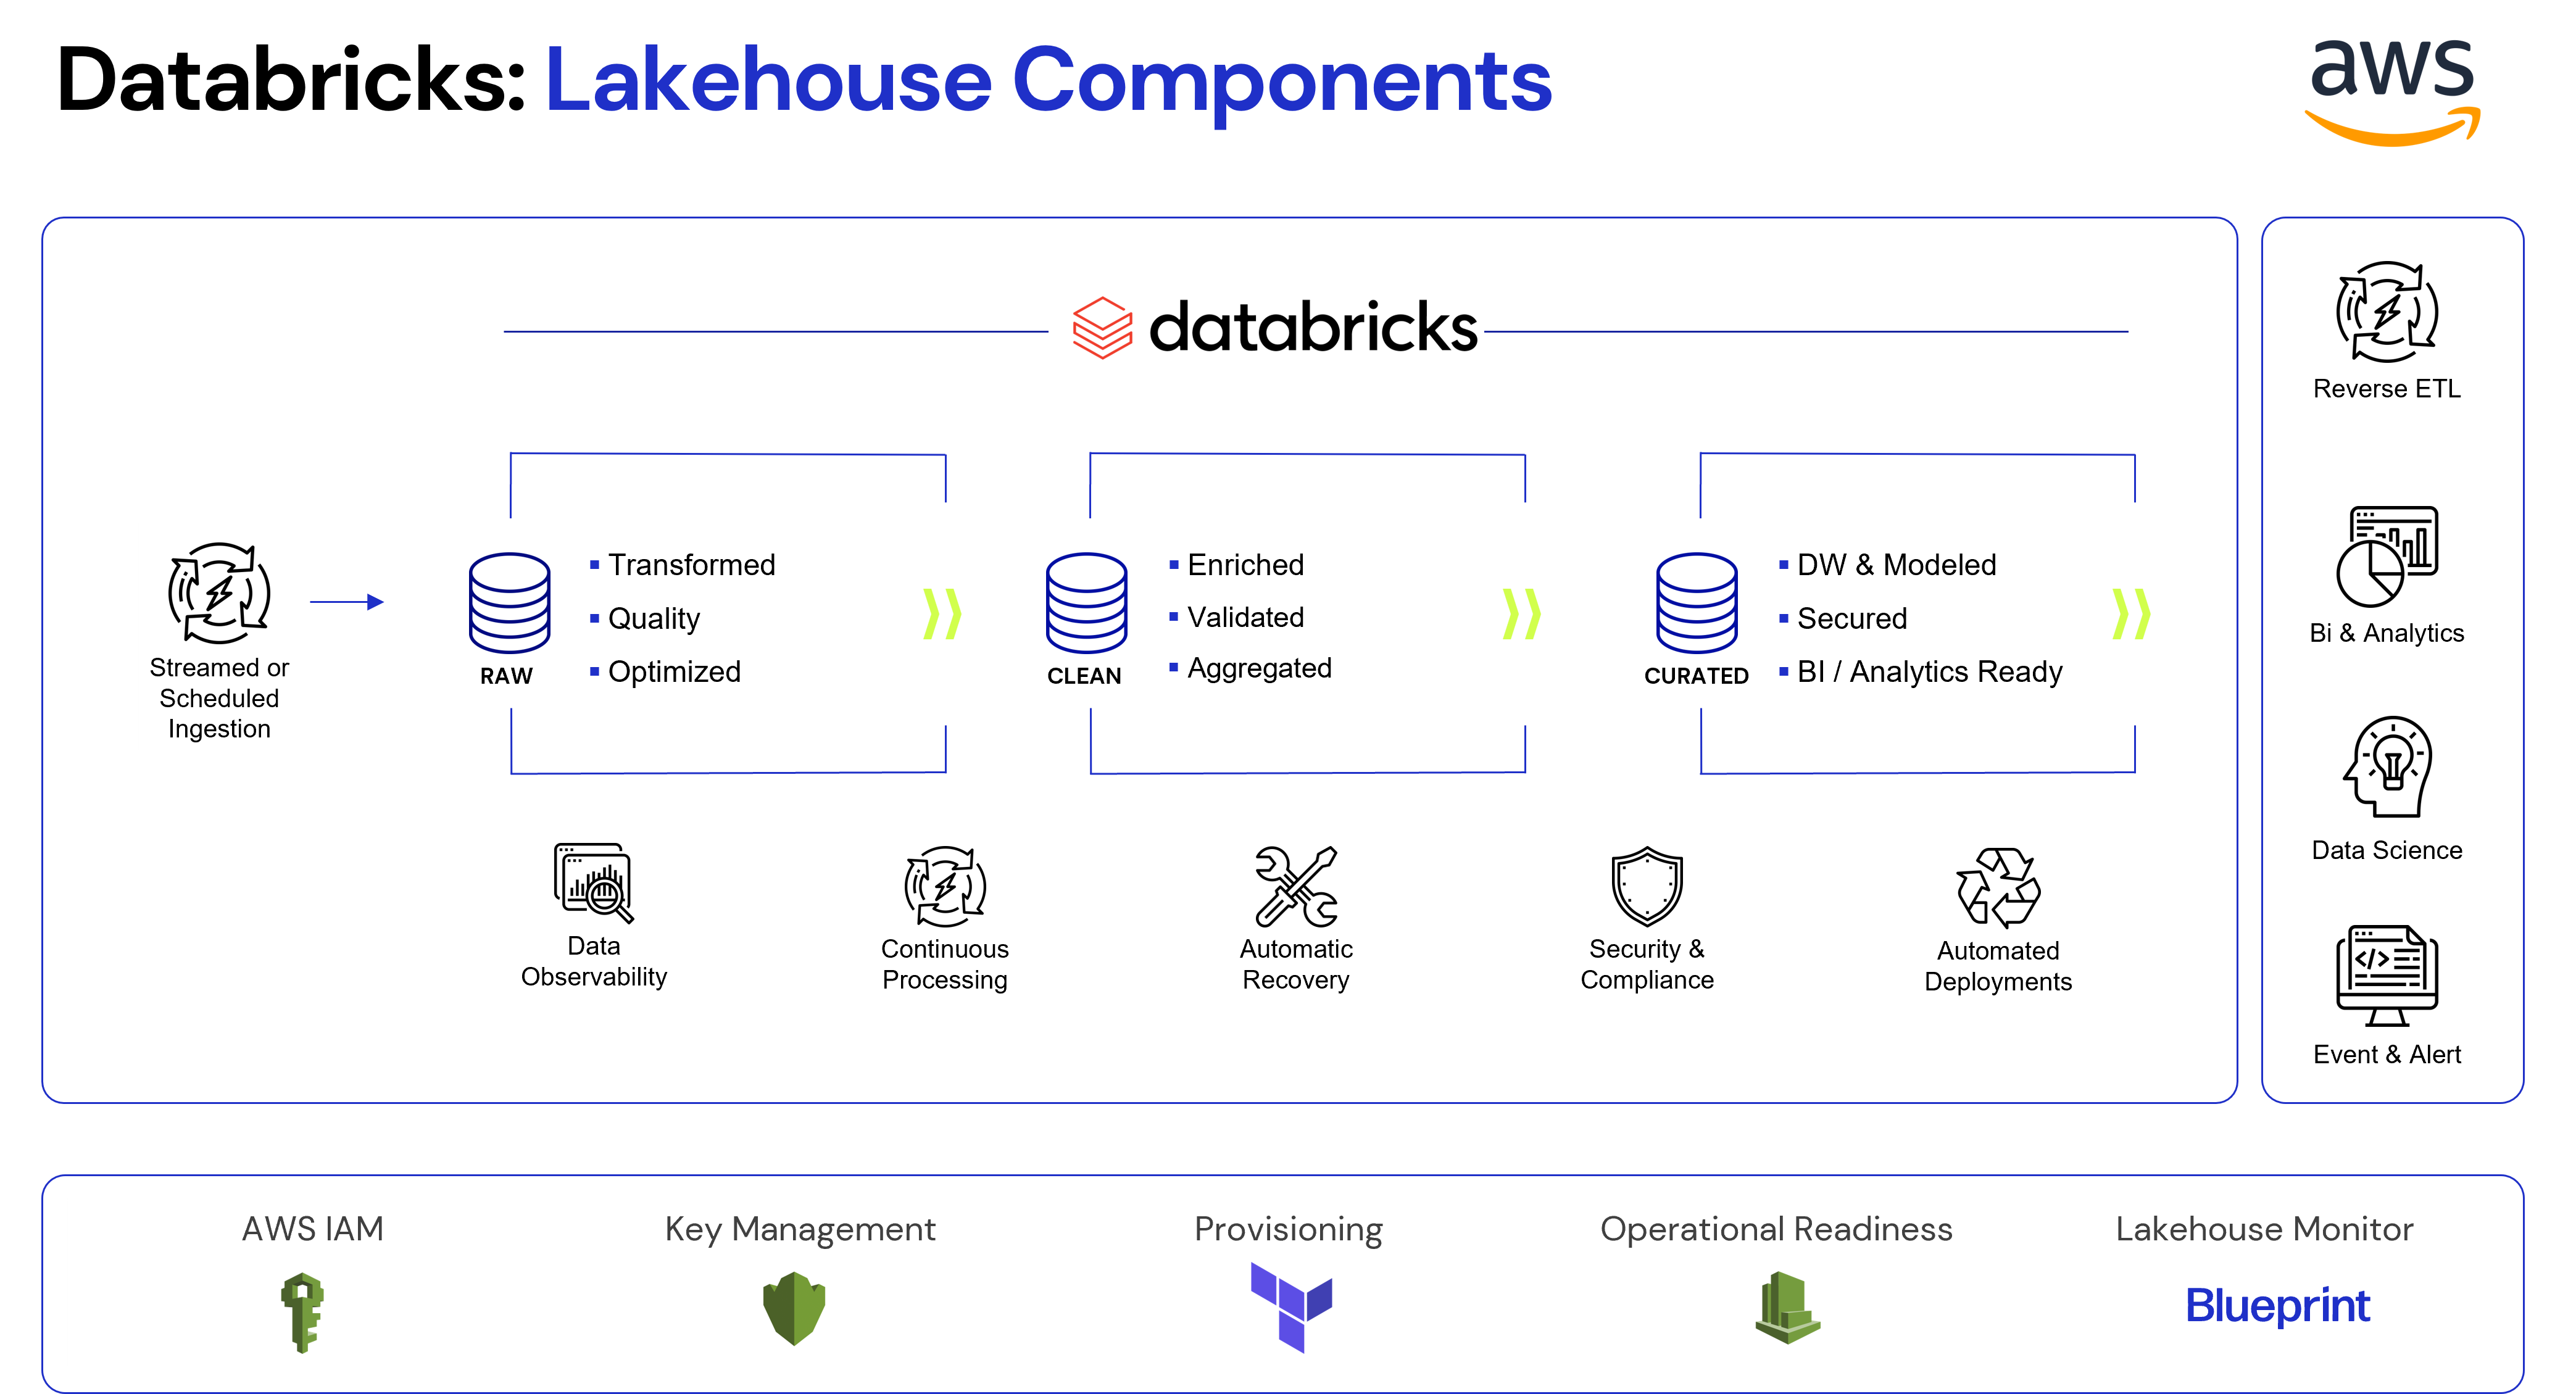 Databricks: Lakehouse Components
aws
databricks
Streamed or
Scheduled
Ingestion
RAW
▪ Transformed
▪ Quality
▪ Optimized
CLEAN
▪ Enriched
▪ Validated
▪ Aggregated
CURATED
▪ DW & Modeled
▪ Secured
▪ BI / Analytics Ready
Data
Observability
Continuous
Processing
Automatic
Recovery
Security &
Compliance
Automated
Deployments
Reverse ETL
Bi & Analytics
Data Science
</>
Event & Alert
AWS IAM
Key Management
Provisioning
Operational Readiness
Lakehouse Monitor
Blueprint